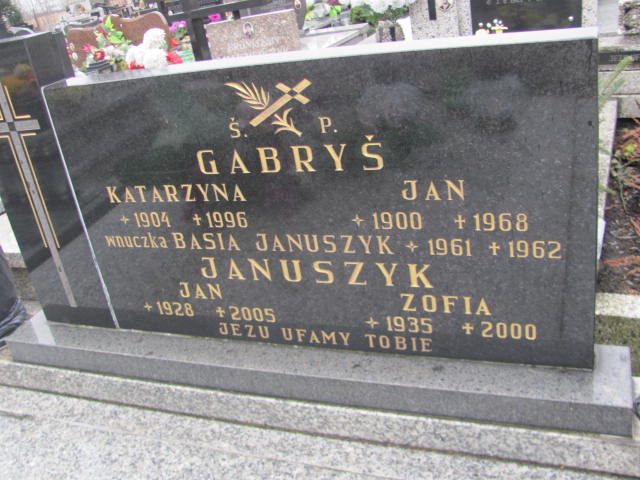 Ś. P.
GABRYŚ
KATARZYNA JAN
+1904 +1996 +1900 +1968
wnuczka BASIA JANUSZYK +1961 +1962
JANUSZYK
JAN ZOFIA
+1928 +2005 +1935 +2000
JEZU UFAMY TOBIE